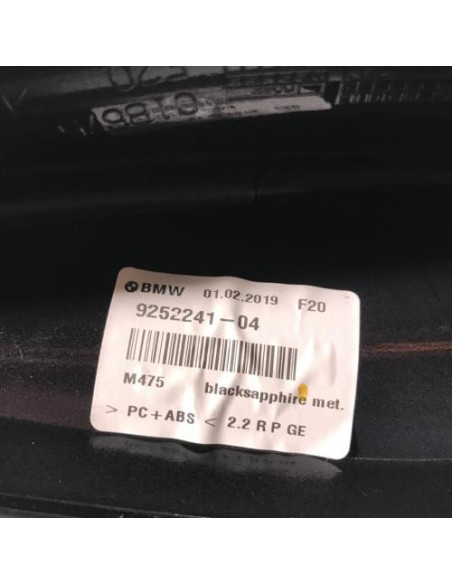 BMW 01.02.2019 F20
9252241-04
M475 blacksapphire met.
> PC+ABS < 2.2 R P GE